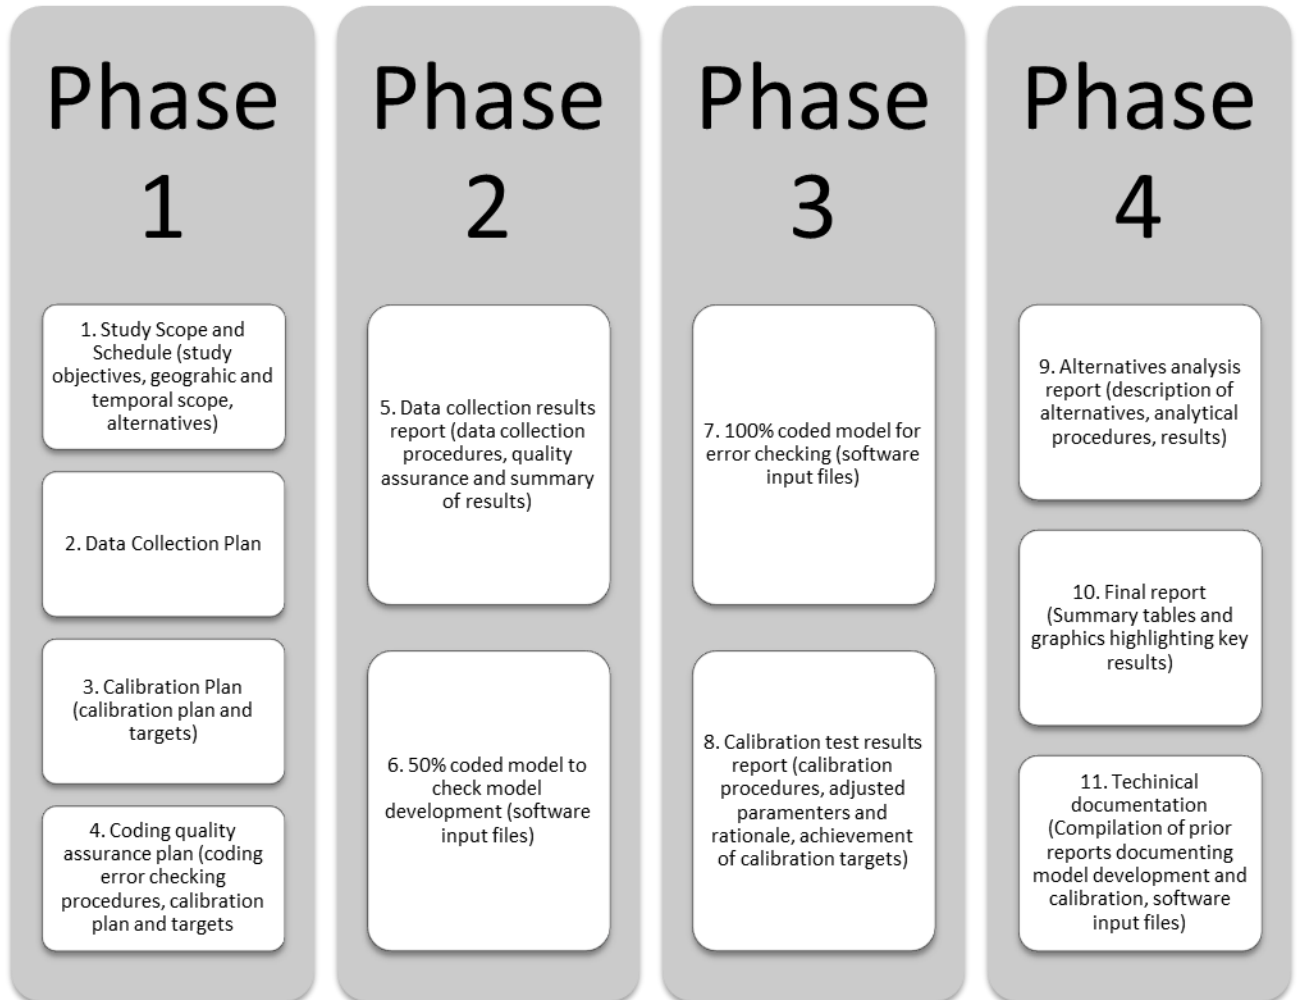 Phase
1
1. Study Scope and
Schedule (study
objectives, geograhic and
temporal scope,
alternatives)
2. Data Collection Plan
3. Calibration Plan
(calibration plan and
targets)
4. Coding quality
assurance plan (coding
error checking
procedures, calibration
plan and targets
Phase
2
5. Data collection results
report (data collection
procedures, quality
assurance and summary
of results)
6. 50% coded model to
check model
development (software
input files)
Phase
3
7. 100% coded model for
error checking (software
input files)
8. Calibration test results
report (calibration
procedures, adjusted
paramenters and
rationale, achievement
of calibration targets)
Phase
4
9. Alternatives analysis
report (description of
alternatives, analytical
procedures, results)
10. Final report
(Summary tables and
graphics highlighting key
results)
11. Techinical
documentation
(Compilation of prior
reports documenting
model development and
calibration, software
input files)